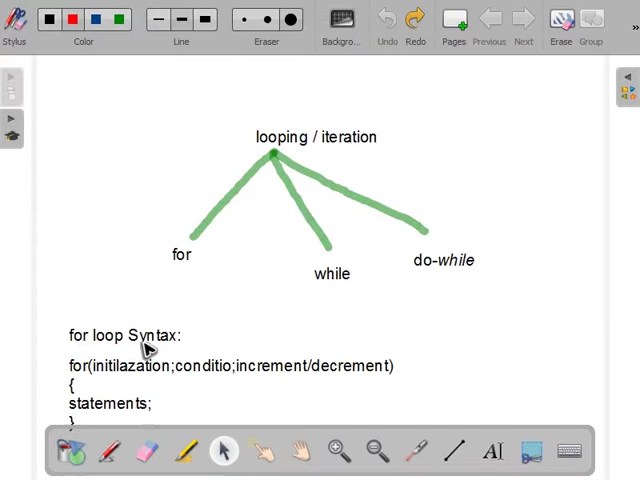 Stylus Color Line Eraser Backgro... Undo Redo Pages Previous Next Erase Group
looping / iteration
for
while
do-while
for loop Syntax:
for(initilazation;conditio;increment/decrement)
{
statements;
}